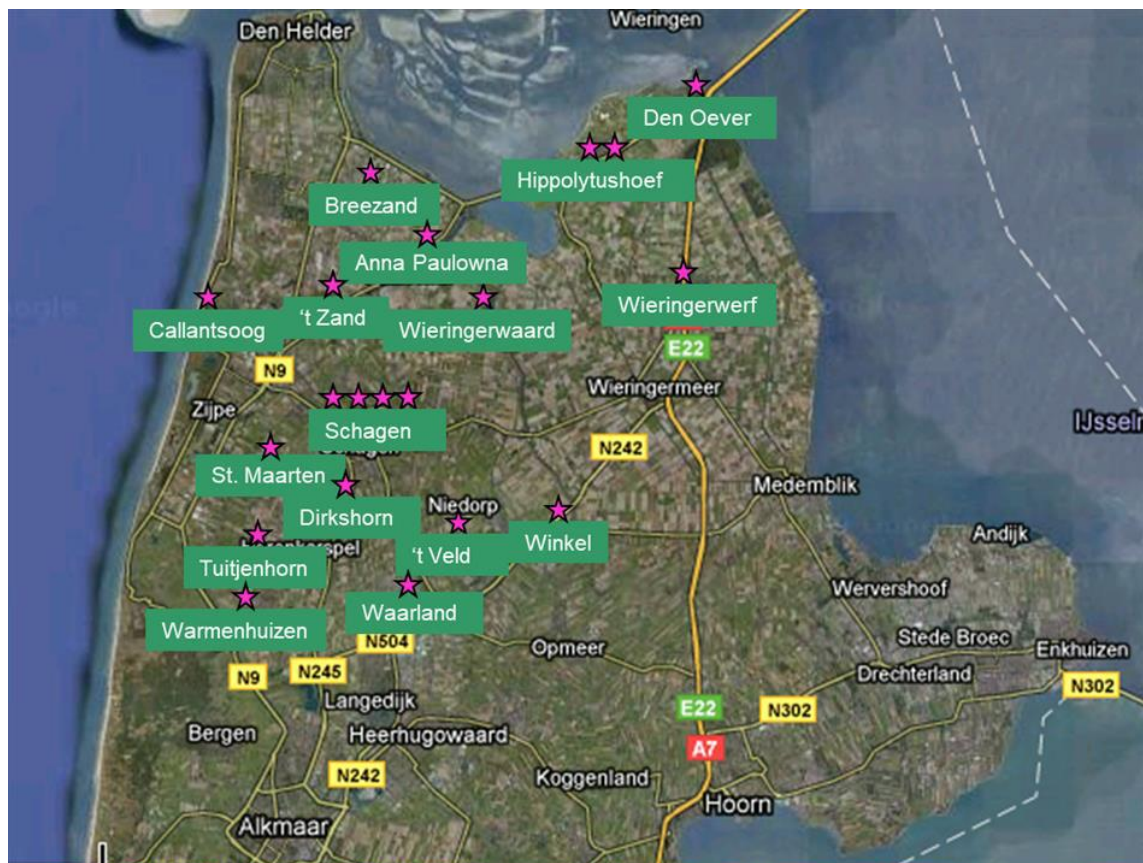 Wieringen
Den Helder
Den Oever
Hippolytushoef
Breezand
Anna Paulowna
Wieringerwerf
Callantsoog
‘t Zand
Wieringerwaard
E22
N9
Wieringermeer
Zijpe
IJsselm
Schagen
N242
St. Maarten
Medemblik
Dirkshorn
Niedorp
Winkel
Andijk
‘t Veld
Tuitjenhorn
Wervershoof
Waarland
Warmenhuizen
N504
Opmeer
Stede Broec
Enkhuizen
Drechterland
N9
N245
N302
Langedijk
E22
N302
Bergen
Heerhugowaard
A7
N242
Koggenland
Hoorn
Alkmaar